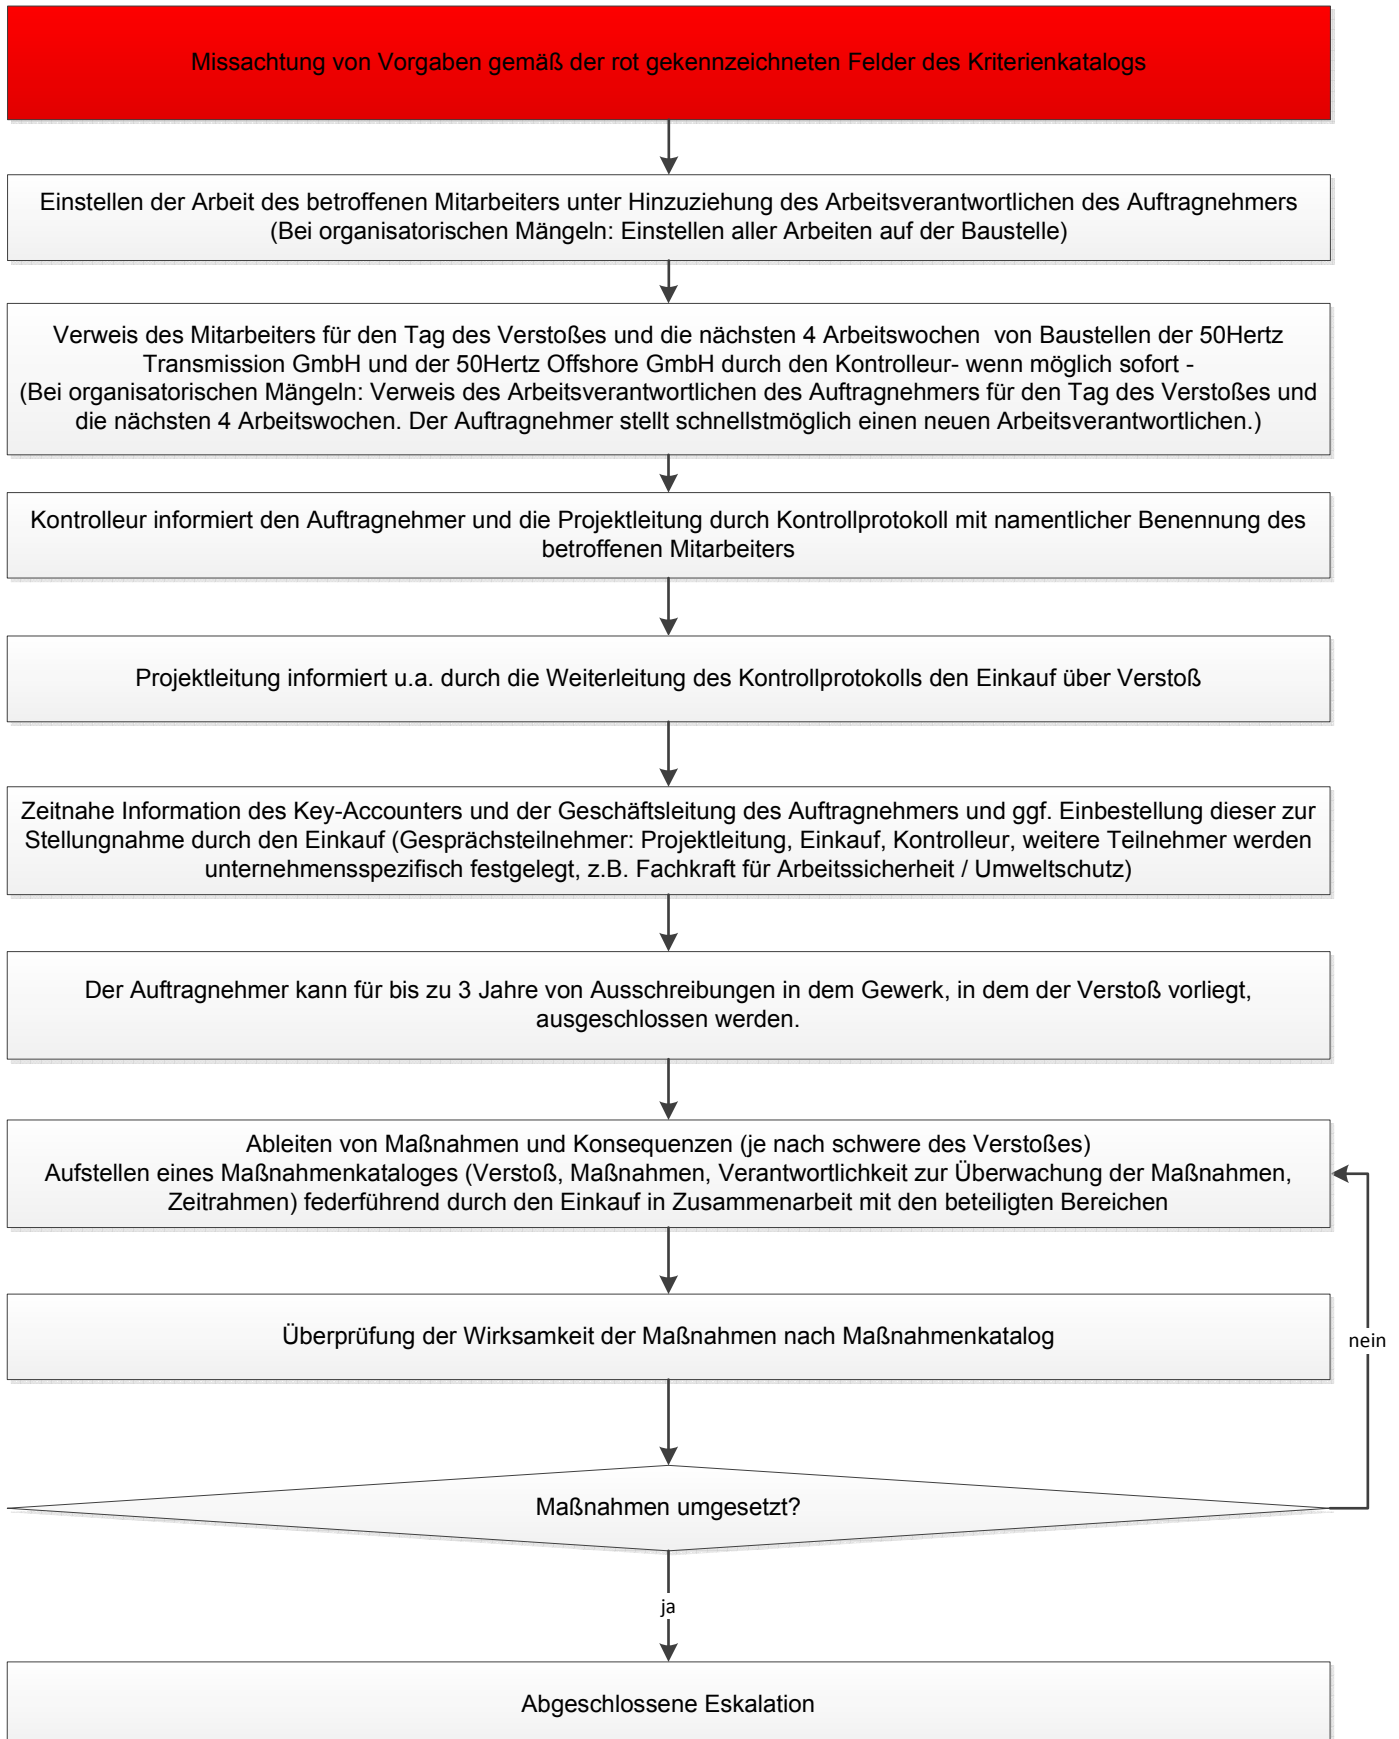 Missachtung von Vorgaben gemäß der rot gekennzeichneten Felder des Kriterienkatalogs
Einstellen der Arbeit des betroffenen Mitarbeiters unter Hinzuziehung des Arbeitsverantwortlichen des Auftragnehmers
(Bei organisatorischen Mängeln: Einstellen aller Arbeiten auf der Baustelle)
Verweis des Mitarbeiters für den Tag des Verstoßes und die nächsten 4 Arbeitswochen  von Baustellen der 50Hertz
Transmission GmbH und der 50Hertz Offshore GmbH durch den Kontrolleur- wenn möglich sofort -
(Bei organisatorischen Mängeln: Verweis des Arbeitsverantwortlichen des Auftragnehmers für den Tag des Verstoßes und
die nächsten 4 Arbeitswochen. Der Auftragnehmer stellt schnellstmöglich einen neuen Arbeitsverantwortlichen.)
Kontrolleur informiert den Auftragnehmer und die Projektleitung durch Kontrollprotokoll mit namentlicher Benennung des
betroffenen Mitarbeiters
Projektleitung informiert u.a. durch die Weiterleitung des Kontrollprotokolls den Einkauf über Verstoß
Zeitnahe Information des Key-Accounters und der Geschäftsleitung des Auftragnehmers und ggf. Einbestellung dieser zur
Stellungnahme durch den Einkauf (Gesprächsteilnehmer: Projektleitung, Einkauf, Kontrolleur, weitere Teilnehmer werden
unternehmensspezifisch festgelegt, z.B. Fachkraft für Arbeitssicherheit / Umweltschutz)
Der Auftragnehmer kann für bis zu 3 Jahre von Ausschreibungen in dem Gewerk, in dem der Verstoß vorliegt,
ausgeschlossen werden.
Ableiten von Maßnahmen und Konsequenzen (je nach schwere des Verstoßes)
Aufstellen eines Maßnahmenkataloges (Verstoß, Maßnahmen, Verantwortlichkeit zur Überwachung der Maßnahmen,
Zeitrahmen) federführend durch den Einkauf in Zusammenarbeit mit den beteiligten Bereichen
Überprüfung der Wirksamkeit der Maßnahmen nach Maßnahmenkatalog
nein
Maßnahmen umgesetzt?
ja
Abgeschlossene Eskalation